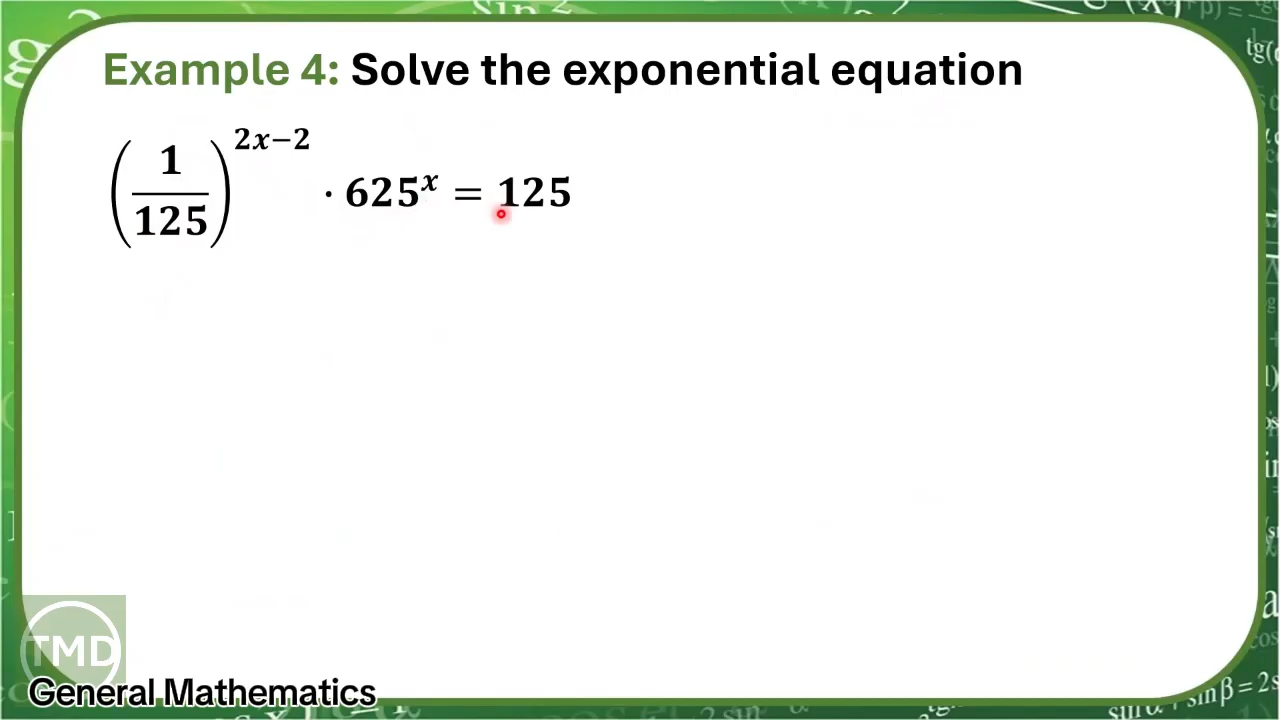 Example 4: Solve the exponential equation
(1/125)^(2x−2) · 625^x = 125
TMD
General Mathematics